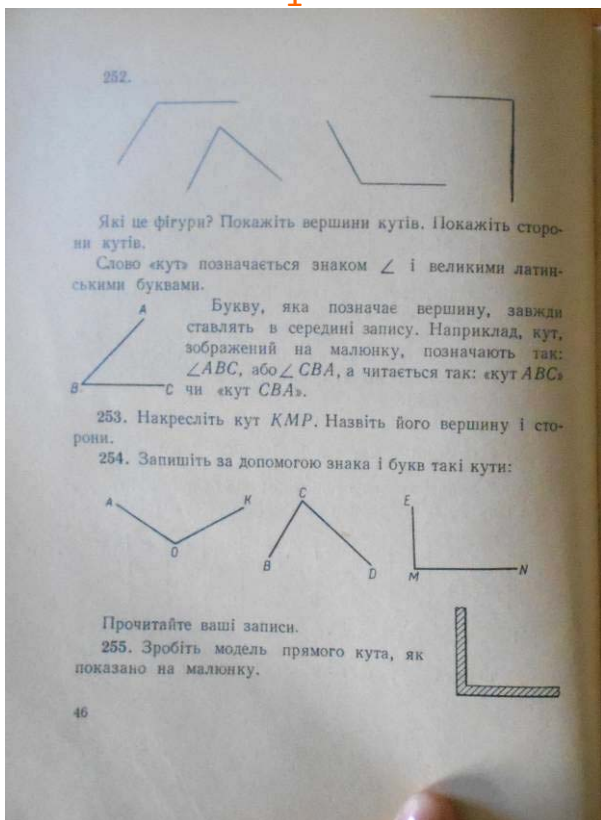 252.
Які це фігури? Покажіть вершини кутів. Покажіть сторо-
ни кутів.
Слово «кут» позначається знаком ∠ і великими латин-
ськими буквами.
A
B
C
Букву, яка позначає вершину, завжди
ставлять в середині запису. Наприклад, кут,
зображений на малюнку, позначають так:
∠ABC, або ∠ CBA, а читається так: «кут ABC»
чи «кут CBA».
253. Накресліть кут KMP. Назвіть його вершину і сто-
рони.
254. Запишіть за допомогою знака і букв такі кути:
A K C E
O B D M N
Прочитайте ваші записи.
255. Зробіть модель прямого кута, як
показано на малюнку.
46